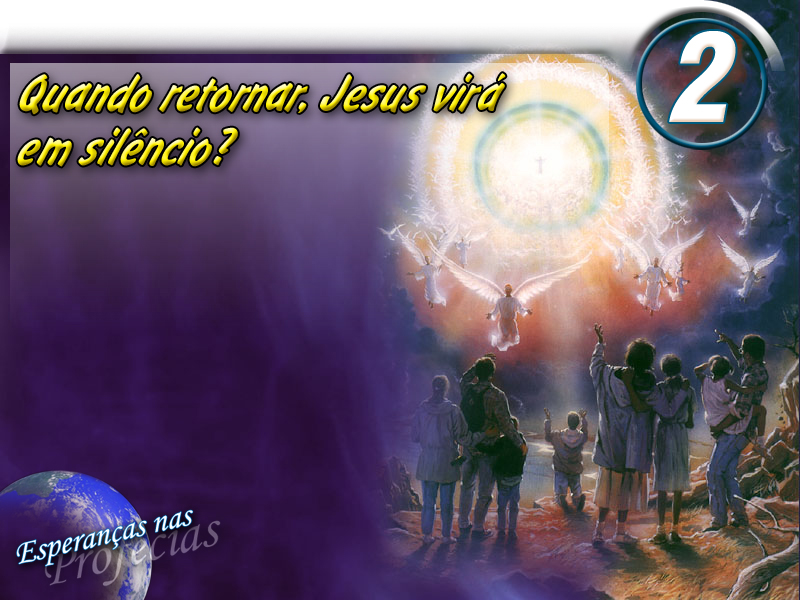 2
Quando retornar, Jesus virá
em silêncio?
Esperanças nas
Profecias